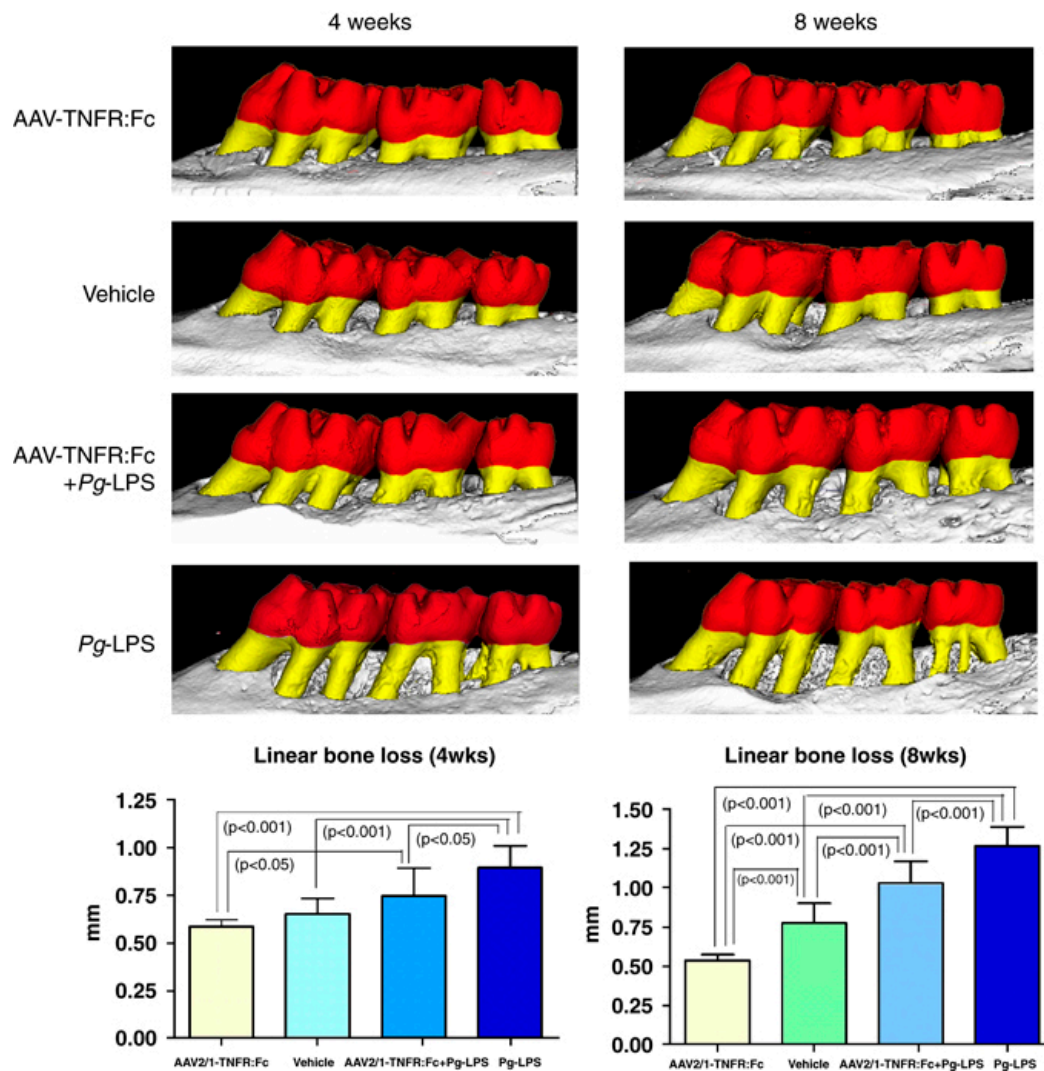 4 weeks
8 weeks
AAV-TNFR:Fc
Vehicle
AAV-TNFR:Fc
+Pg-LPS
Pg-LPS
Linear bone loss (4wks)
1.25
1.00
0.75
0.50
0.25
0.00
mm
(p<0.001)
(p<0.001)
(p<0.05)
(p<0.05)
AAV2/1-TNFR:Fc
Vehicle
AAV2/1-TNFR:Fc+Pg-LPS
Pg-LPS
Linear bone loss (8wks)
1.50
1.25
1.00
0.75
0.50
0.25
0.00
mm
(p<0.001)
(p<0.001)
(p<0.001)
(p<0.001)
(p<0.001)
(p<0.001)
AAV2/1-TNFR:Fc
Vehicle
AAV2/1-TNFR:Fc+Pg-LPS
Pg-LPS